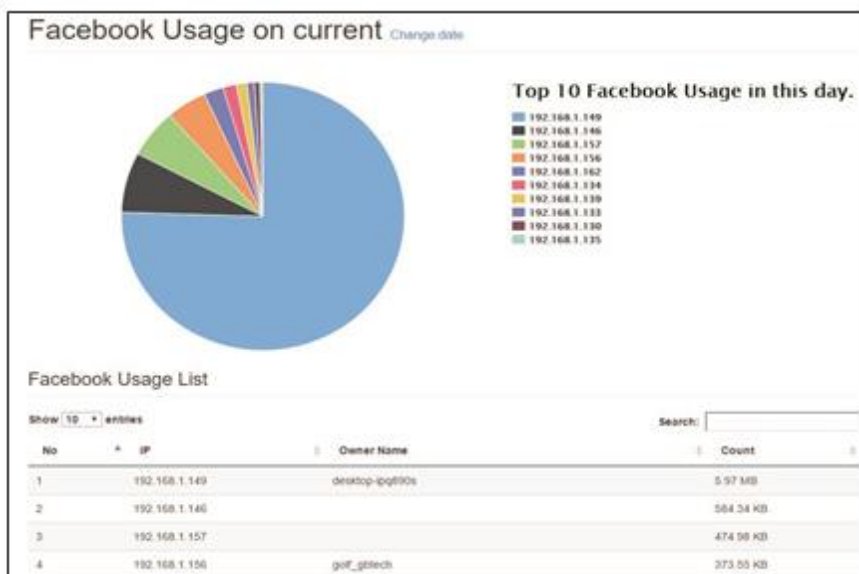 Facebook Usage on current Change date
Top 10 Facebook Usage in this day.
192.168.1.149
192.168.1.146
192.168.1.157
192.168.1.156
192.168.1.162
192.168.1.134
192.168.1.139
192.168.1.133
192.168.1.130
192.168.1.135
Facebook Usage List
Show 10 entries Search:
No IP Owner Name Count
1 192.168.1.149 desktop-ipq890s 5.97 MB
2 192.168.1.146 564.34 KB
3 192.168.1.157 474.98 KB
4 192.168.1.156 golf_gbtech 373.55 KB